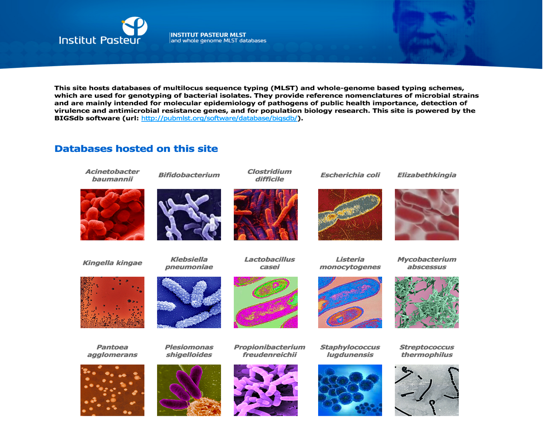 Institut Pasteur
INSTITUT PASTEUR MLST
and whole genome MLST databases
This site hosts databases of multilocus sequence typing (MLST) and whole-genome based typing schemes,
which are used for genotyping of bacterial isolates. They provide reference nomenclatures of microbial strains
and are mainly intended for molecular epidemiology of pathogens of public health importance, detection of
virulence and antimicrobial resistance genes, and for population biology research. This site is powered by the
BIGSdb software (url: http://pubmlst.org/software/database/bigsdb/).
Databases hosted on this site
Acinetobacter
baumannii
Bifidobacterium
Clostridium
difficile
Escherichia coli
Elizabethkingia
Kingella kingae
Klebsiella
pneumoniae
Lactobacillus
casei
Listeria
monocytogenes
Mycobacterium
abscessus
Pantoea
agglomerans
Plesiomonas
shigelloides
Propionibacterium
freudenreichii
Staphylococcus
lugdunensis
Streptococcus
thermophilus